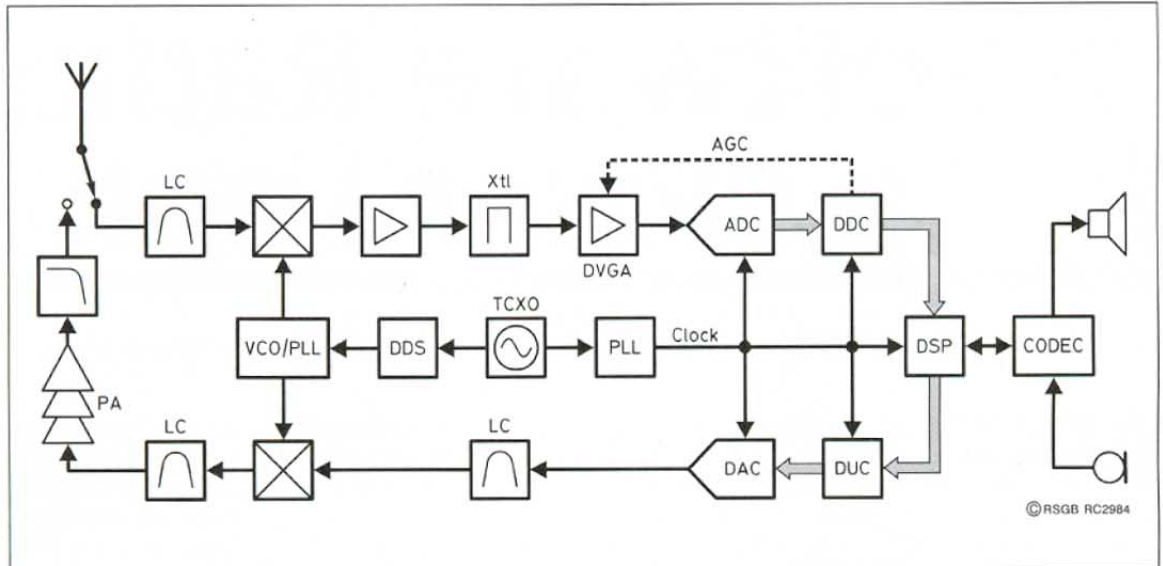 AGC
LC
Xtl
ADC
DDC
DVGA
TCXO
VCO/PLL
DDS
PLL
Clock
DSP
CODEC
PA
LC
LC
DAC
DUC
©RSGB RC2984